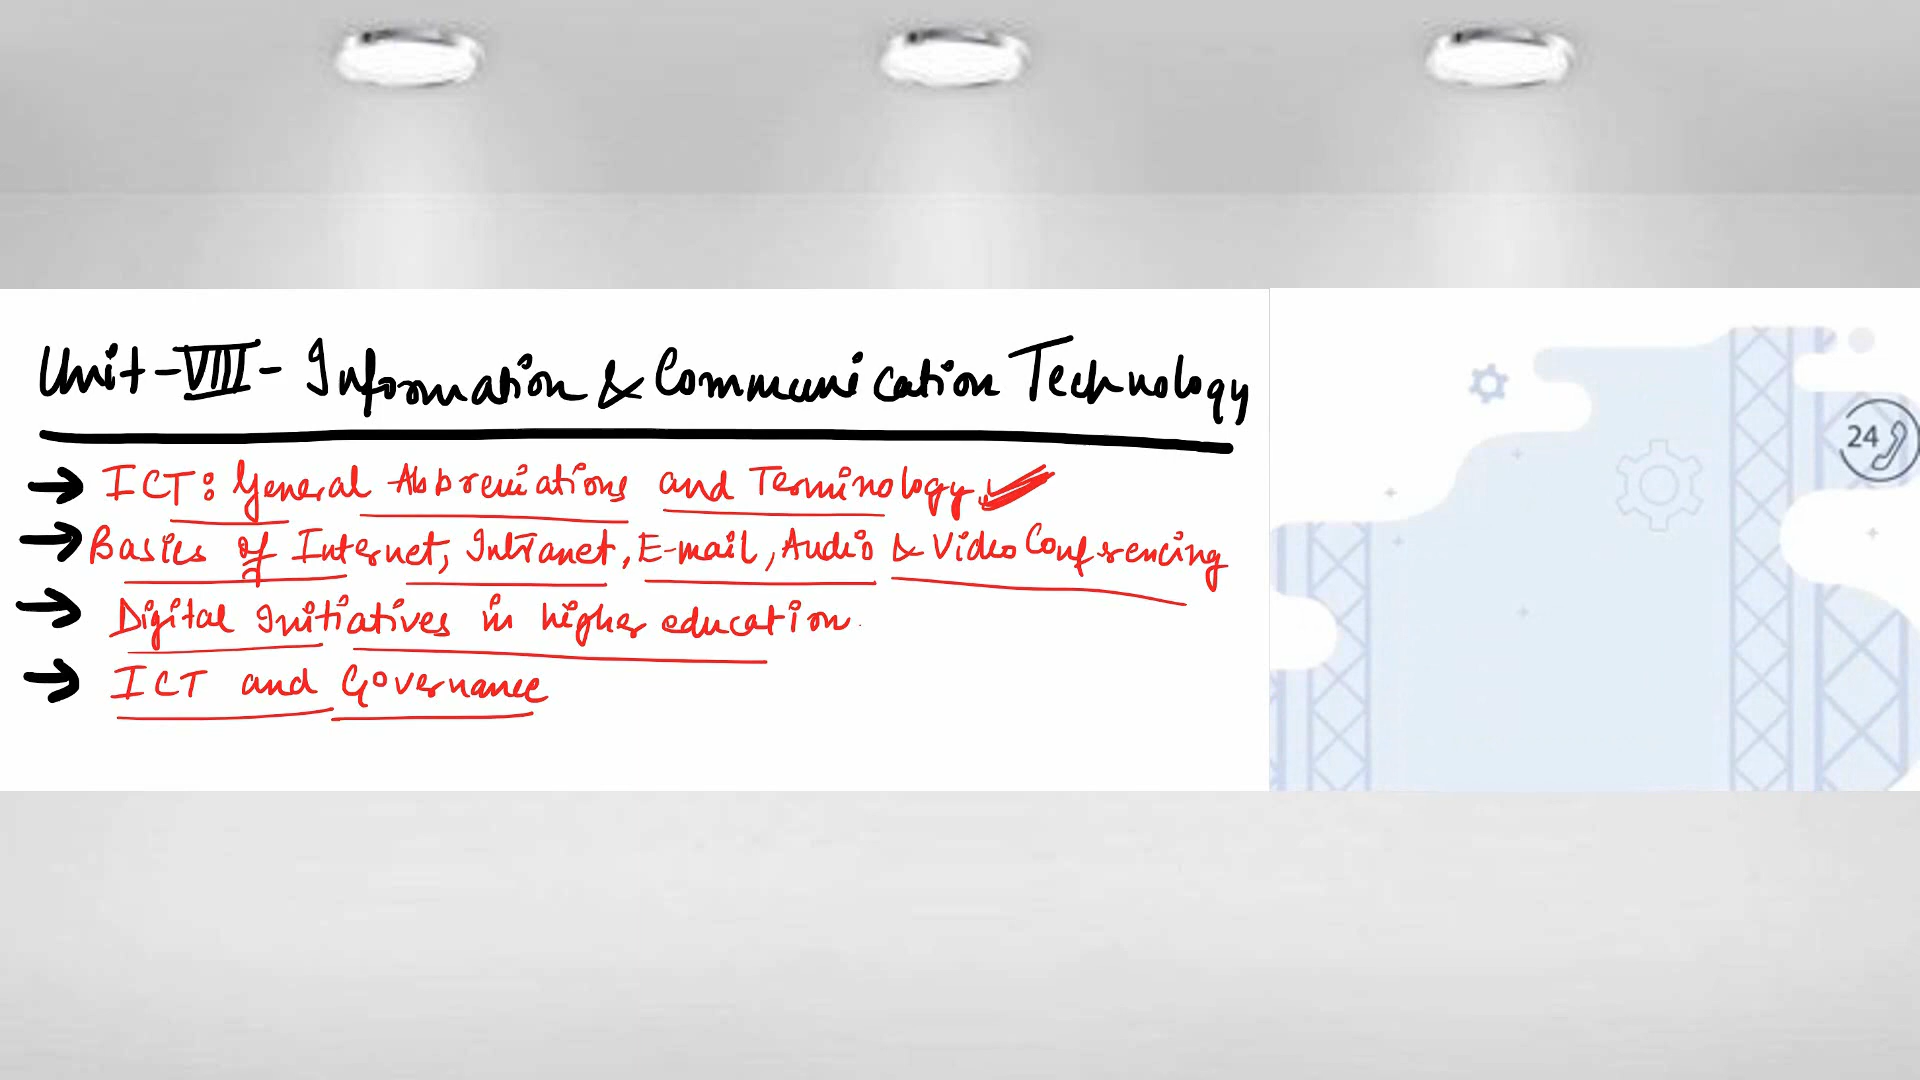 Unit-VIII- Information & Communication Technology
→ ICT: General Abbreviations and Terminology ✓
→ Basics of Internet, Intranet, E-mail, Audio & Video Conferencing
→ Digital Initiatives in higher education.
→ ICT and Governance
24